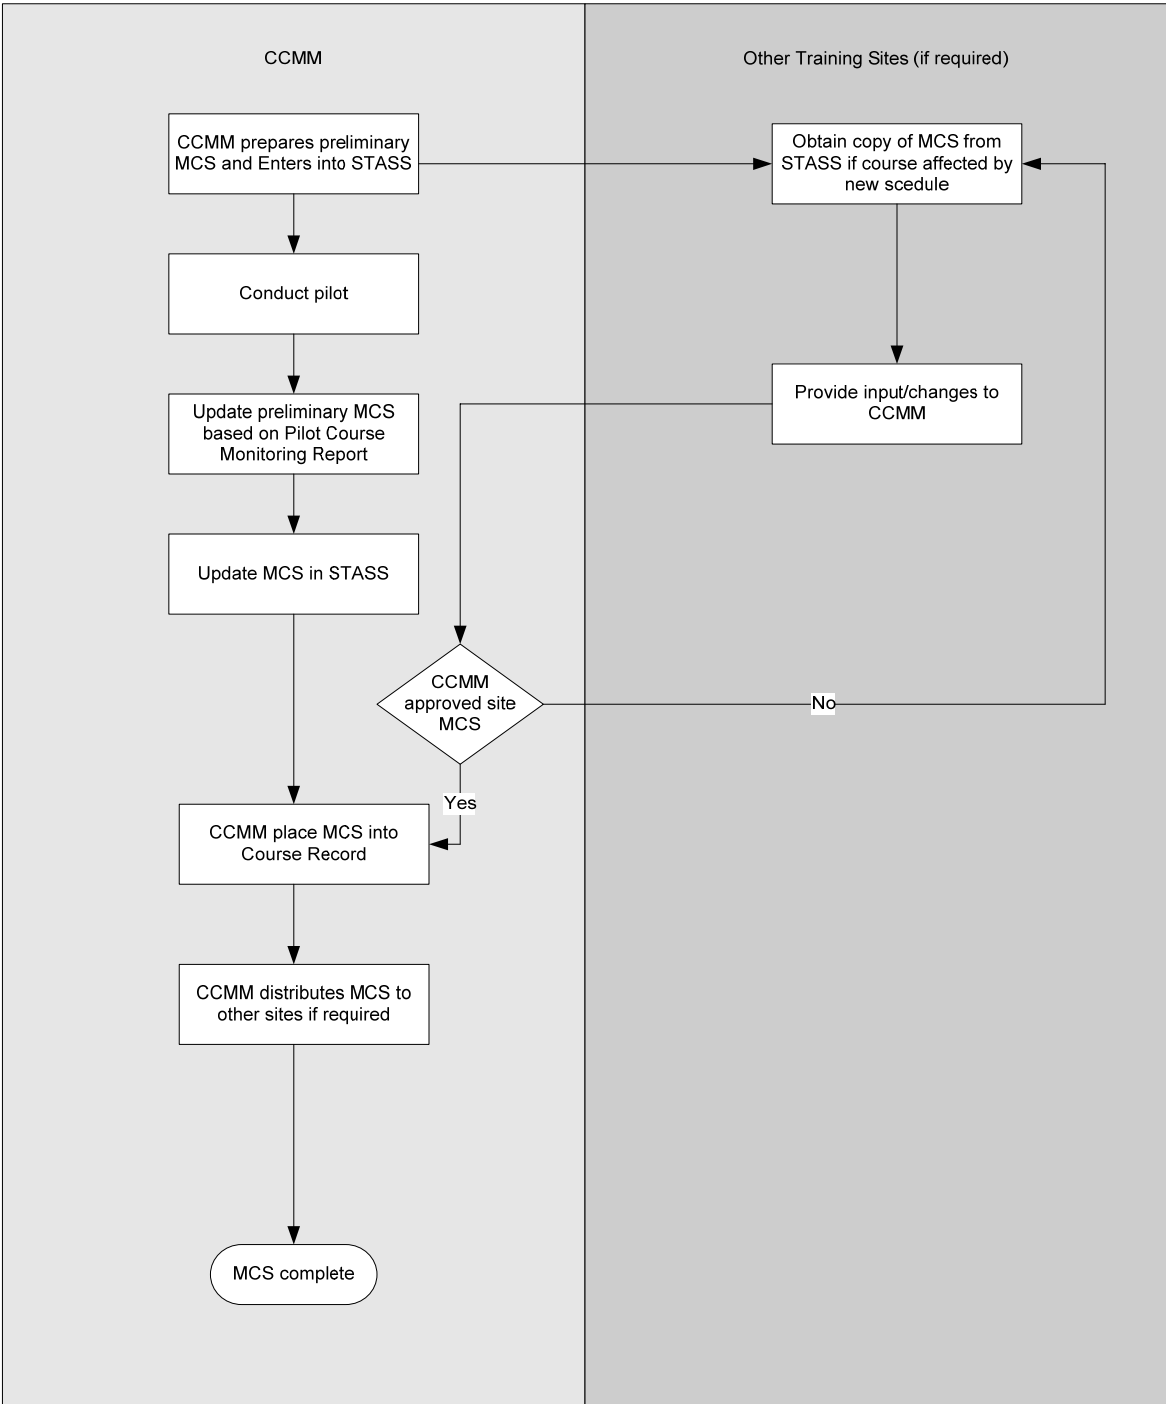 CCMM
Other Training Sites (if required)
CCMM prepares preliminary
MCS and Enters into STASS
Obtain copy of MCS from
STASS if course affected by
new scedule
Conduct pilot
Provide input/changes to
CCMM
Update preliminary MCS
based on Pilot Course
Monitoring Report
Update MCS in STASS
CCMM
approved site
MCS
No
Yes
CCMM place MCS into
Course Record
CCMM distributes MCS to
other sites if required
MCS complete